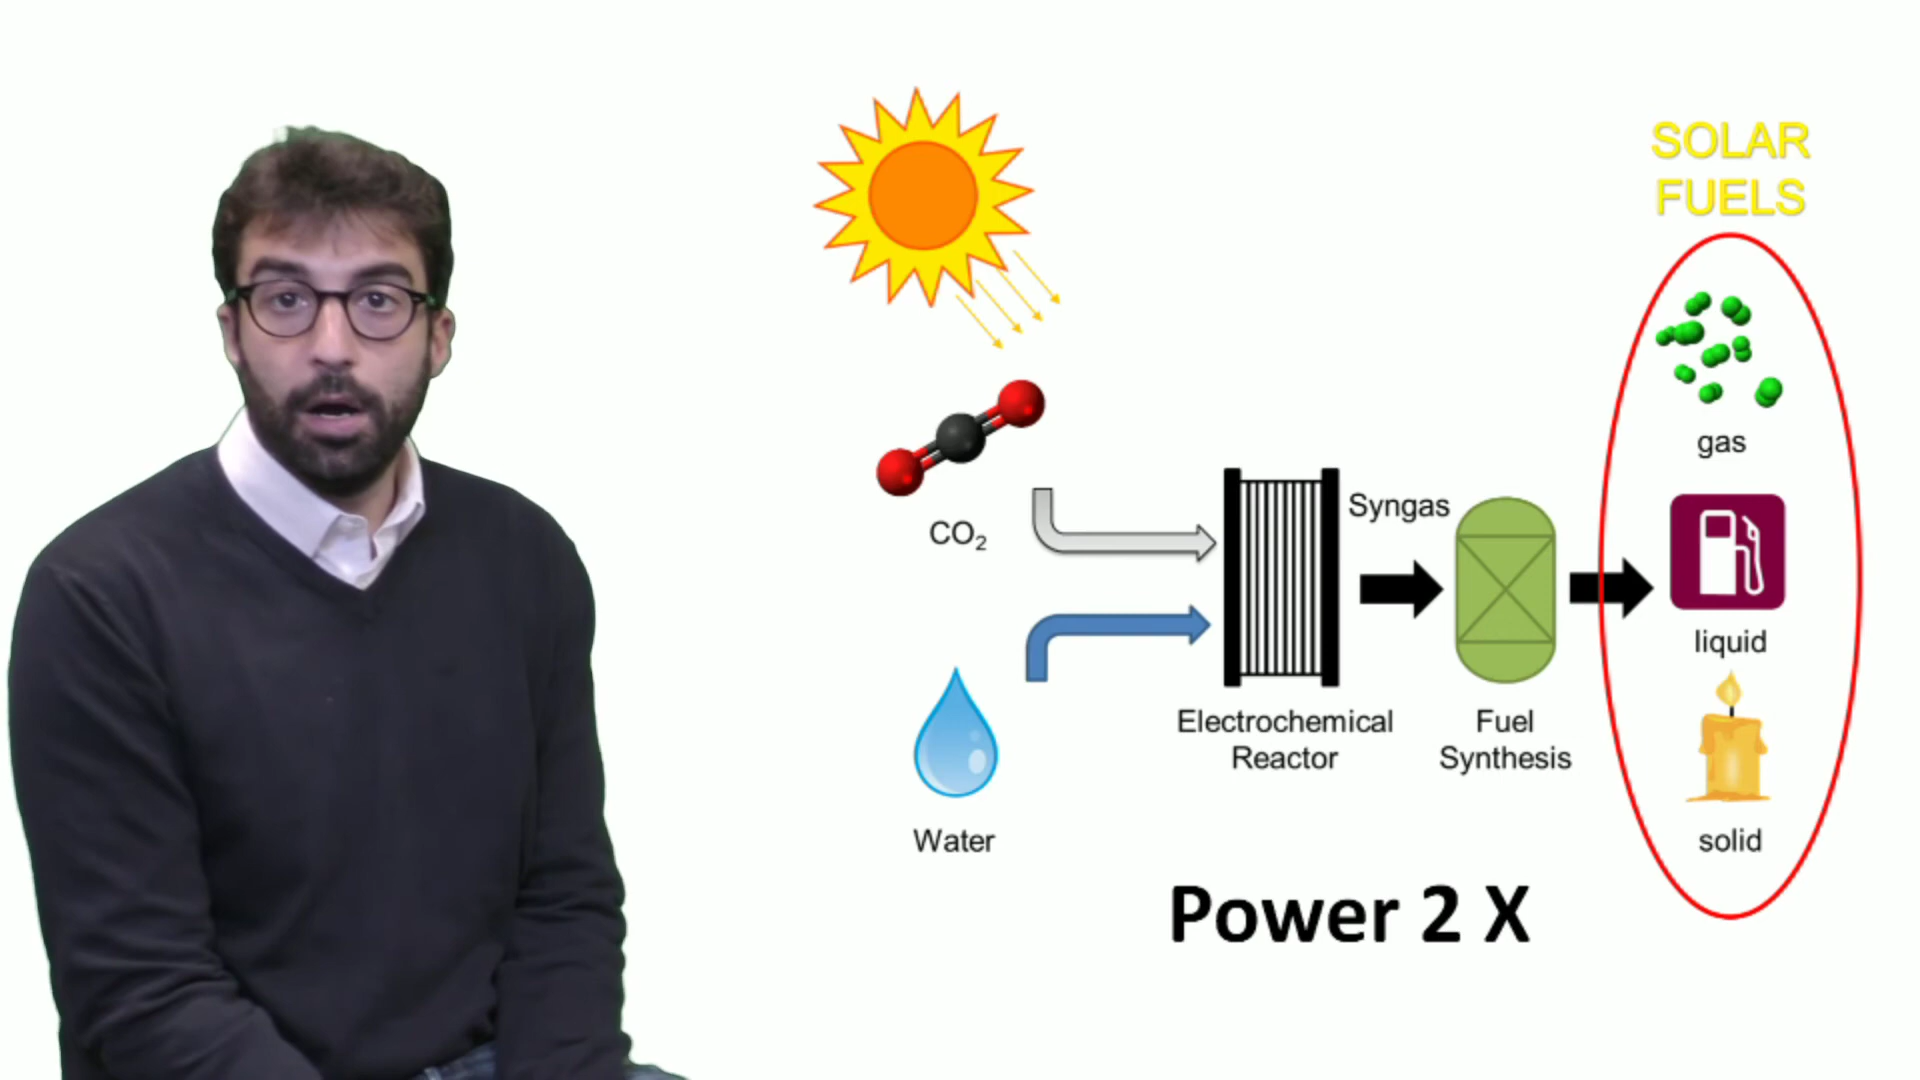 SOLAR
FUELS
gas
CO₂
Syngas
liquid
Electrochemical
Reactor
Fuel
Synthesis
Water
solid
Power 2 X